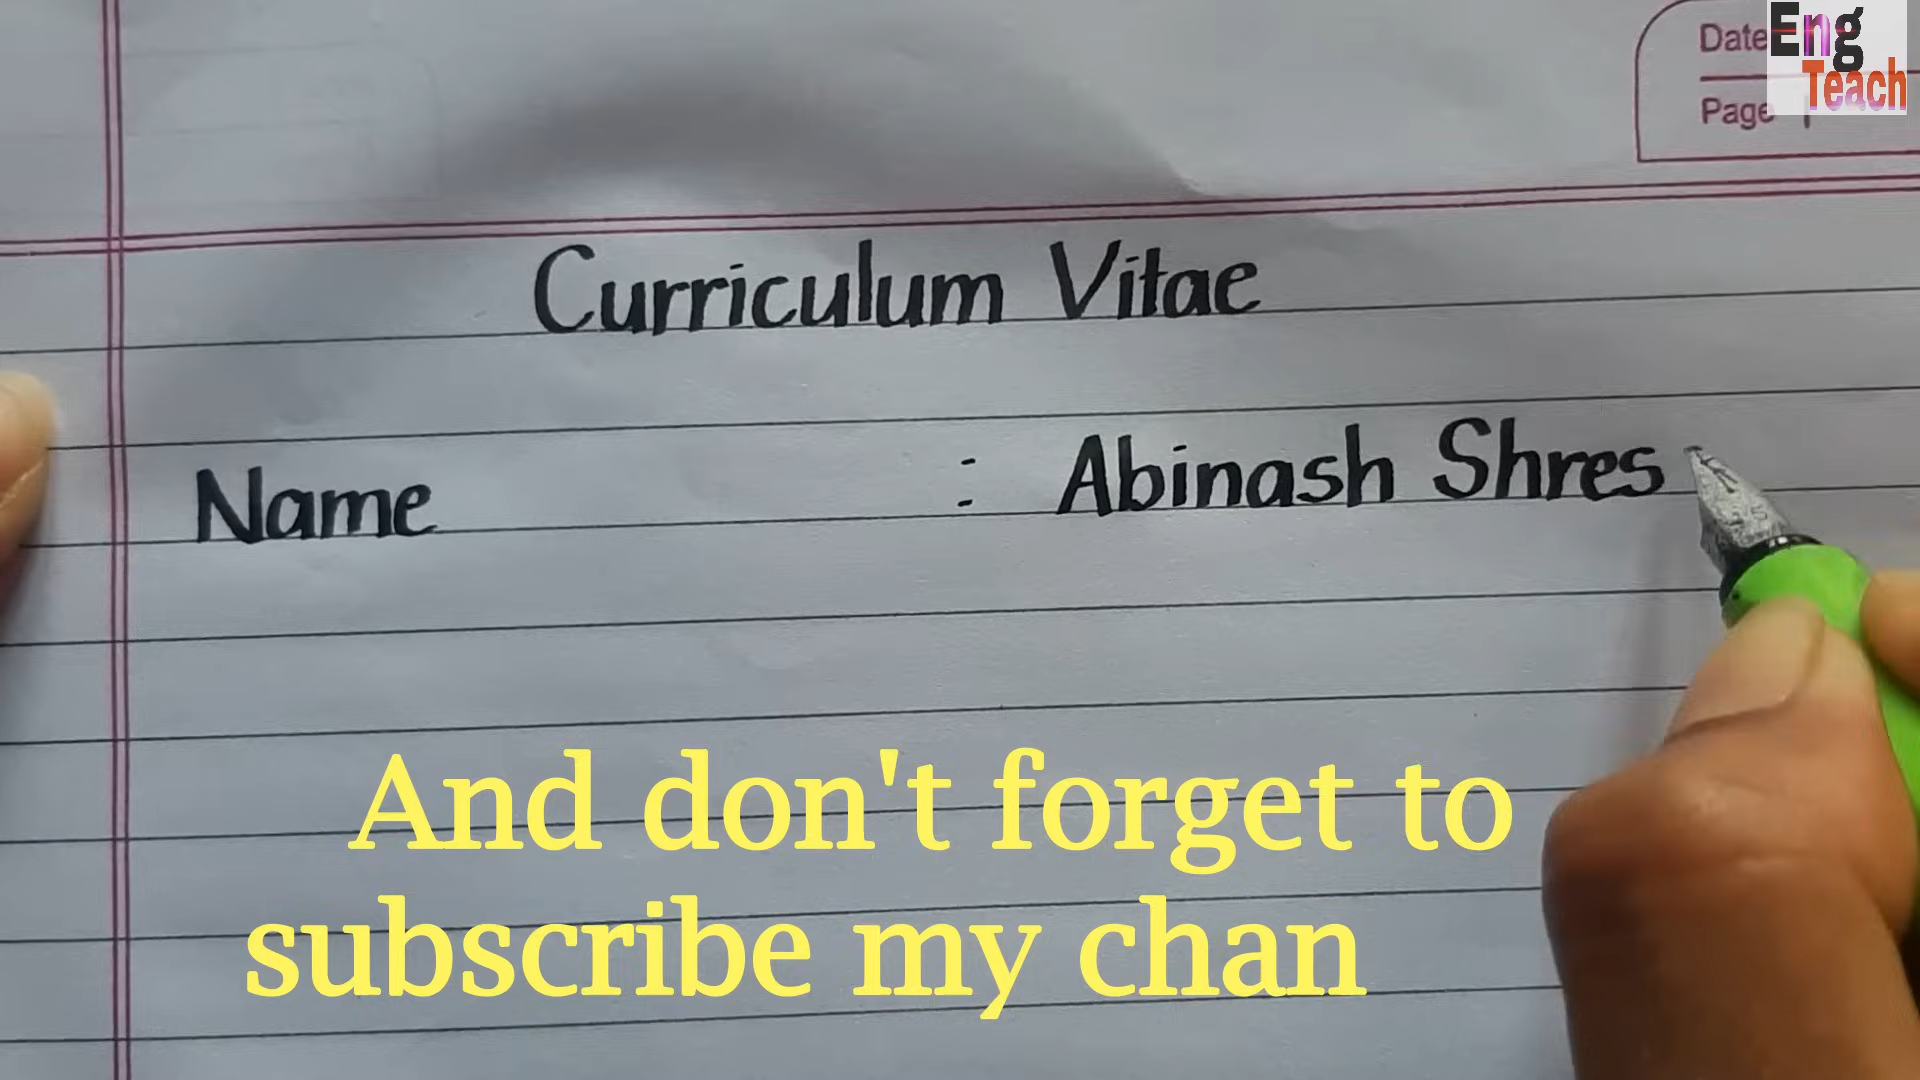 Date
Eng
Teach
Page
Curriculum Vitae
Name : Abinash Shres
And don't forget to
subscribe my chan